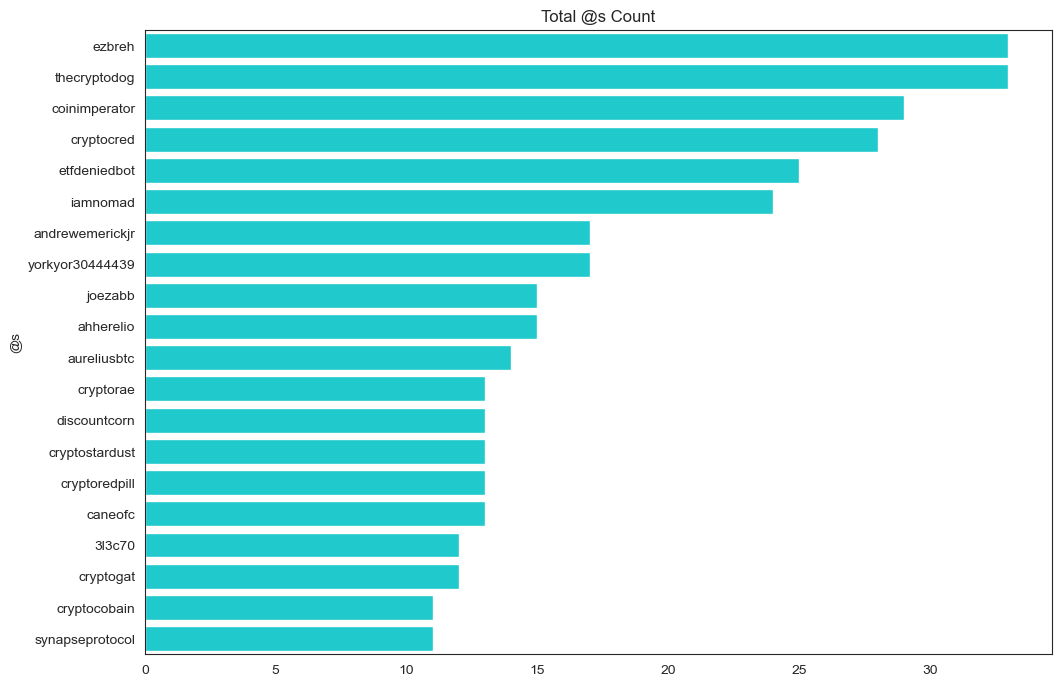 Total @s Count
ezbreh
thecryptodog
coinimperator
cryptocred
etfdeniedbot
iamnomad
andrewemerickjr
yorkyor30444439
joezabb
ahherelio
aureliusbtc
cryptorae
discountcorn
cryptostardust
cryptoredpill
caneofc
3l3c70
cryptogat
cryptocobain
synapseprotocol
@s
0 5 10 15 20 25 30